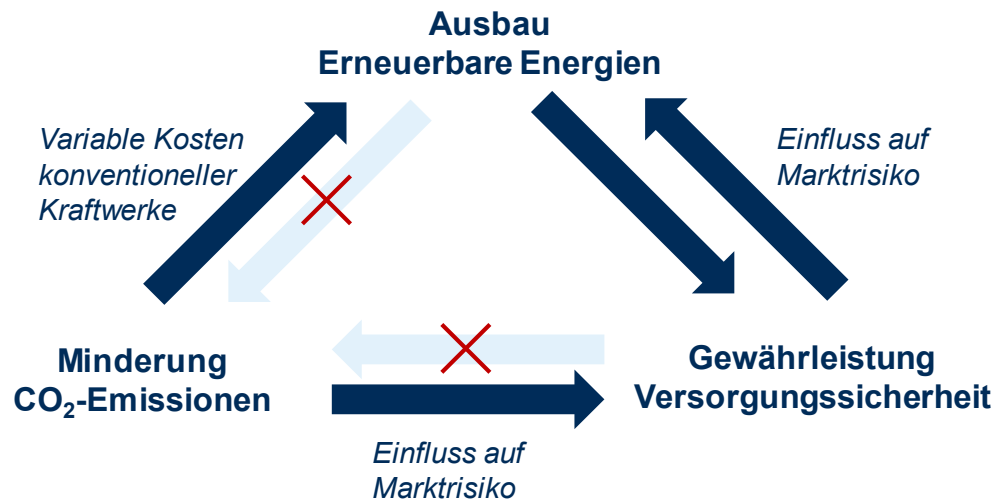 Ausbau
Erneuerbare Energien
Variable Kosten
konventioneller
Kraftwerke
Einfluss auf
Marktrisiko
Minderung
CO₂-Emissionen
Gewährleistung
Versorgungssicherheit
Einfluss auf
Marktrisiko